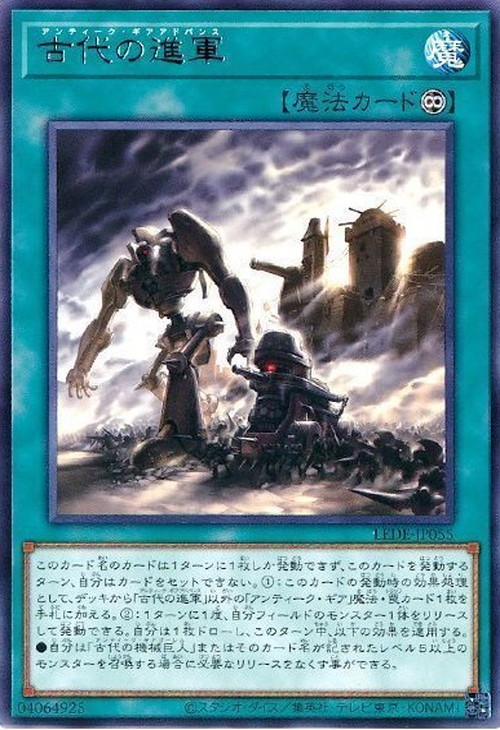 アンティーク・ギアアドバンス
古代の進軍
魔
【魔法カード】
LEDE-JP055
このカード名のカードは1ターンに1枚しか発動できず、このカードを発動する
ターン、自分はカードをセットできない。①:このカードの発動時の効果処理
として、デッキから「古代の進軍」以外の「アンティーク・ギア」魔法・罠カード1枚を
手札に加える。②:1ターンに1度、自分フィールドのモンスター1体をリリース
して発動できる。自分は1枚ドローし、このターン中、以下の効果を適用する。
●自分は「古代の機械巨人」またはそのカード名が記されたレベル5以上の
モンスターを召喚する場合に必要なリリースをなくす事ができる。
04064925
©スタジオ・ダイス/集英社・テレビ東京・KONAMI